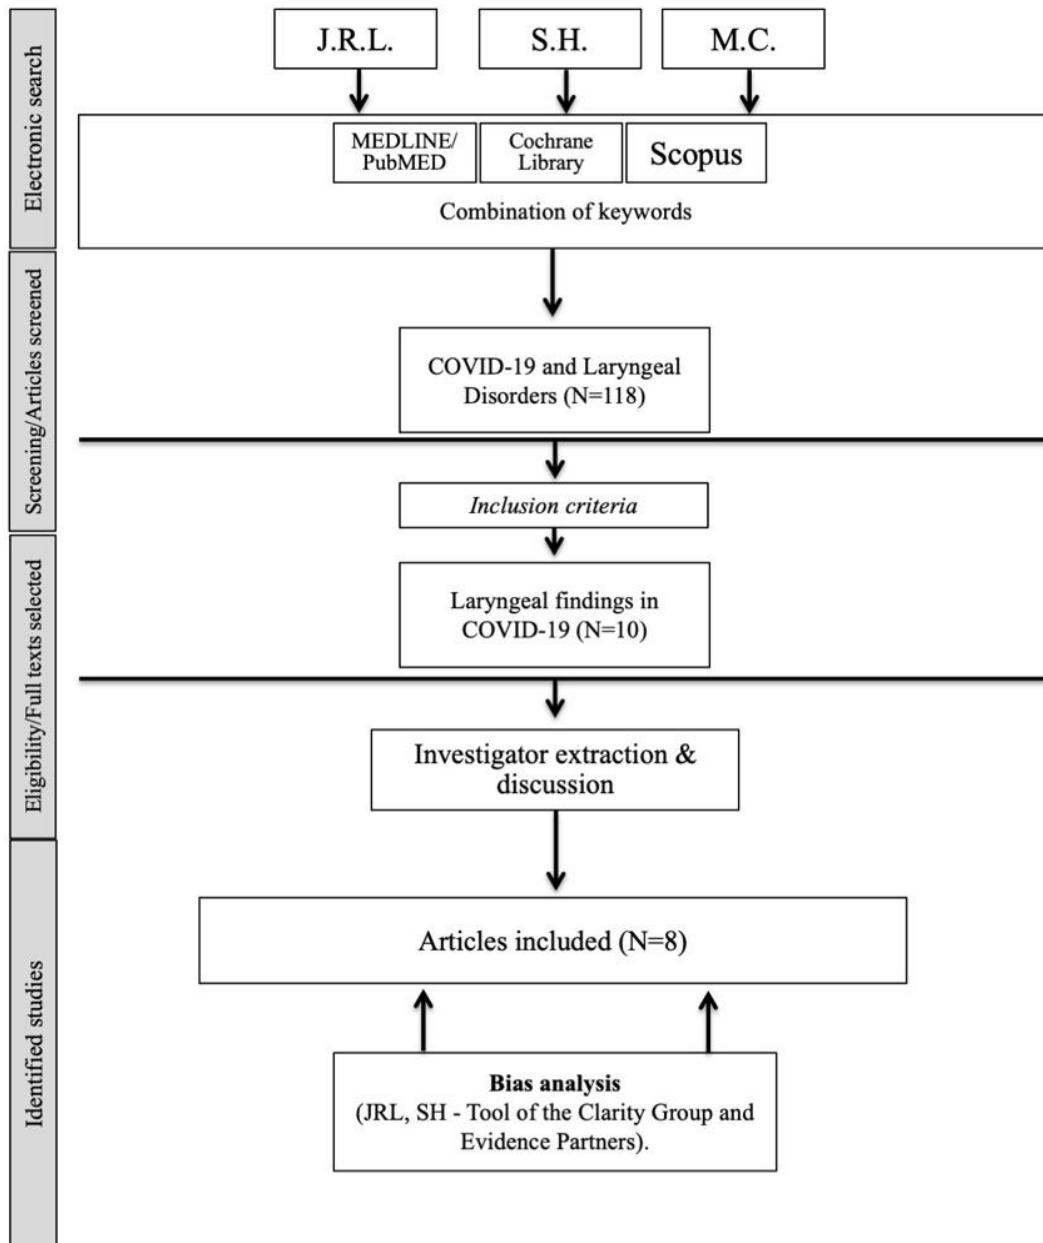 Electronic search
J.R.L.
S.H.
M.C.
MEDLINE/
PubMED
Cochrane
Library
Scopus
Combination of keywords
Screening/Articles screened
COVID-19 and Laryngeal
Disorders (N=118)
Inclusion criteria
Eligibility/Full texts selected
Laryngeal findings in
COVID-19 (N=10)
Investigator extraction &
discussion
Identified studies
Articles included (N=8)
Bias analysis
(JRL, SH - Tool of the Clarity Group and
Evidence Partners).